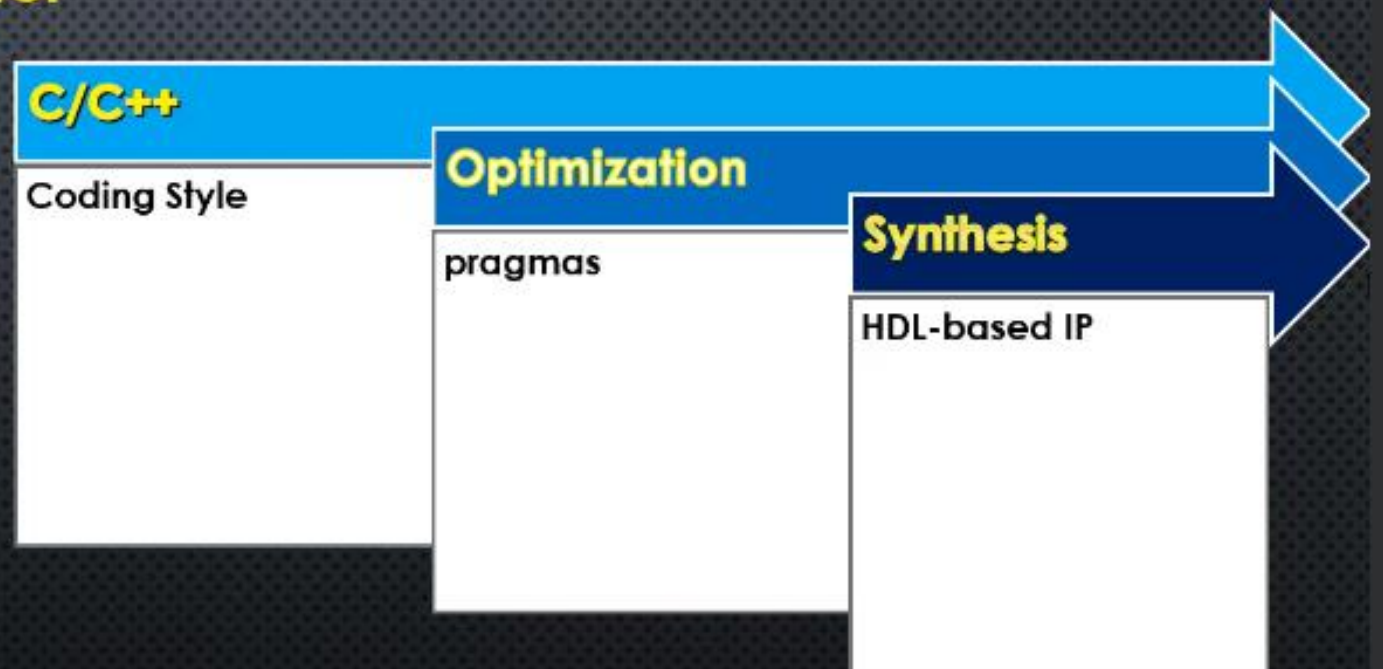 C/C++
Coding Style
Optimization
pragmas
Synthesis
HDL-based IP